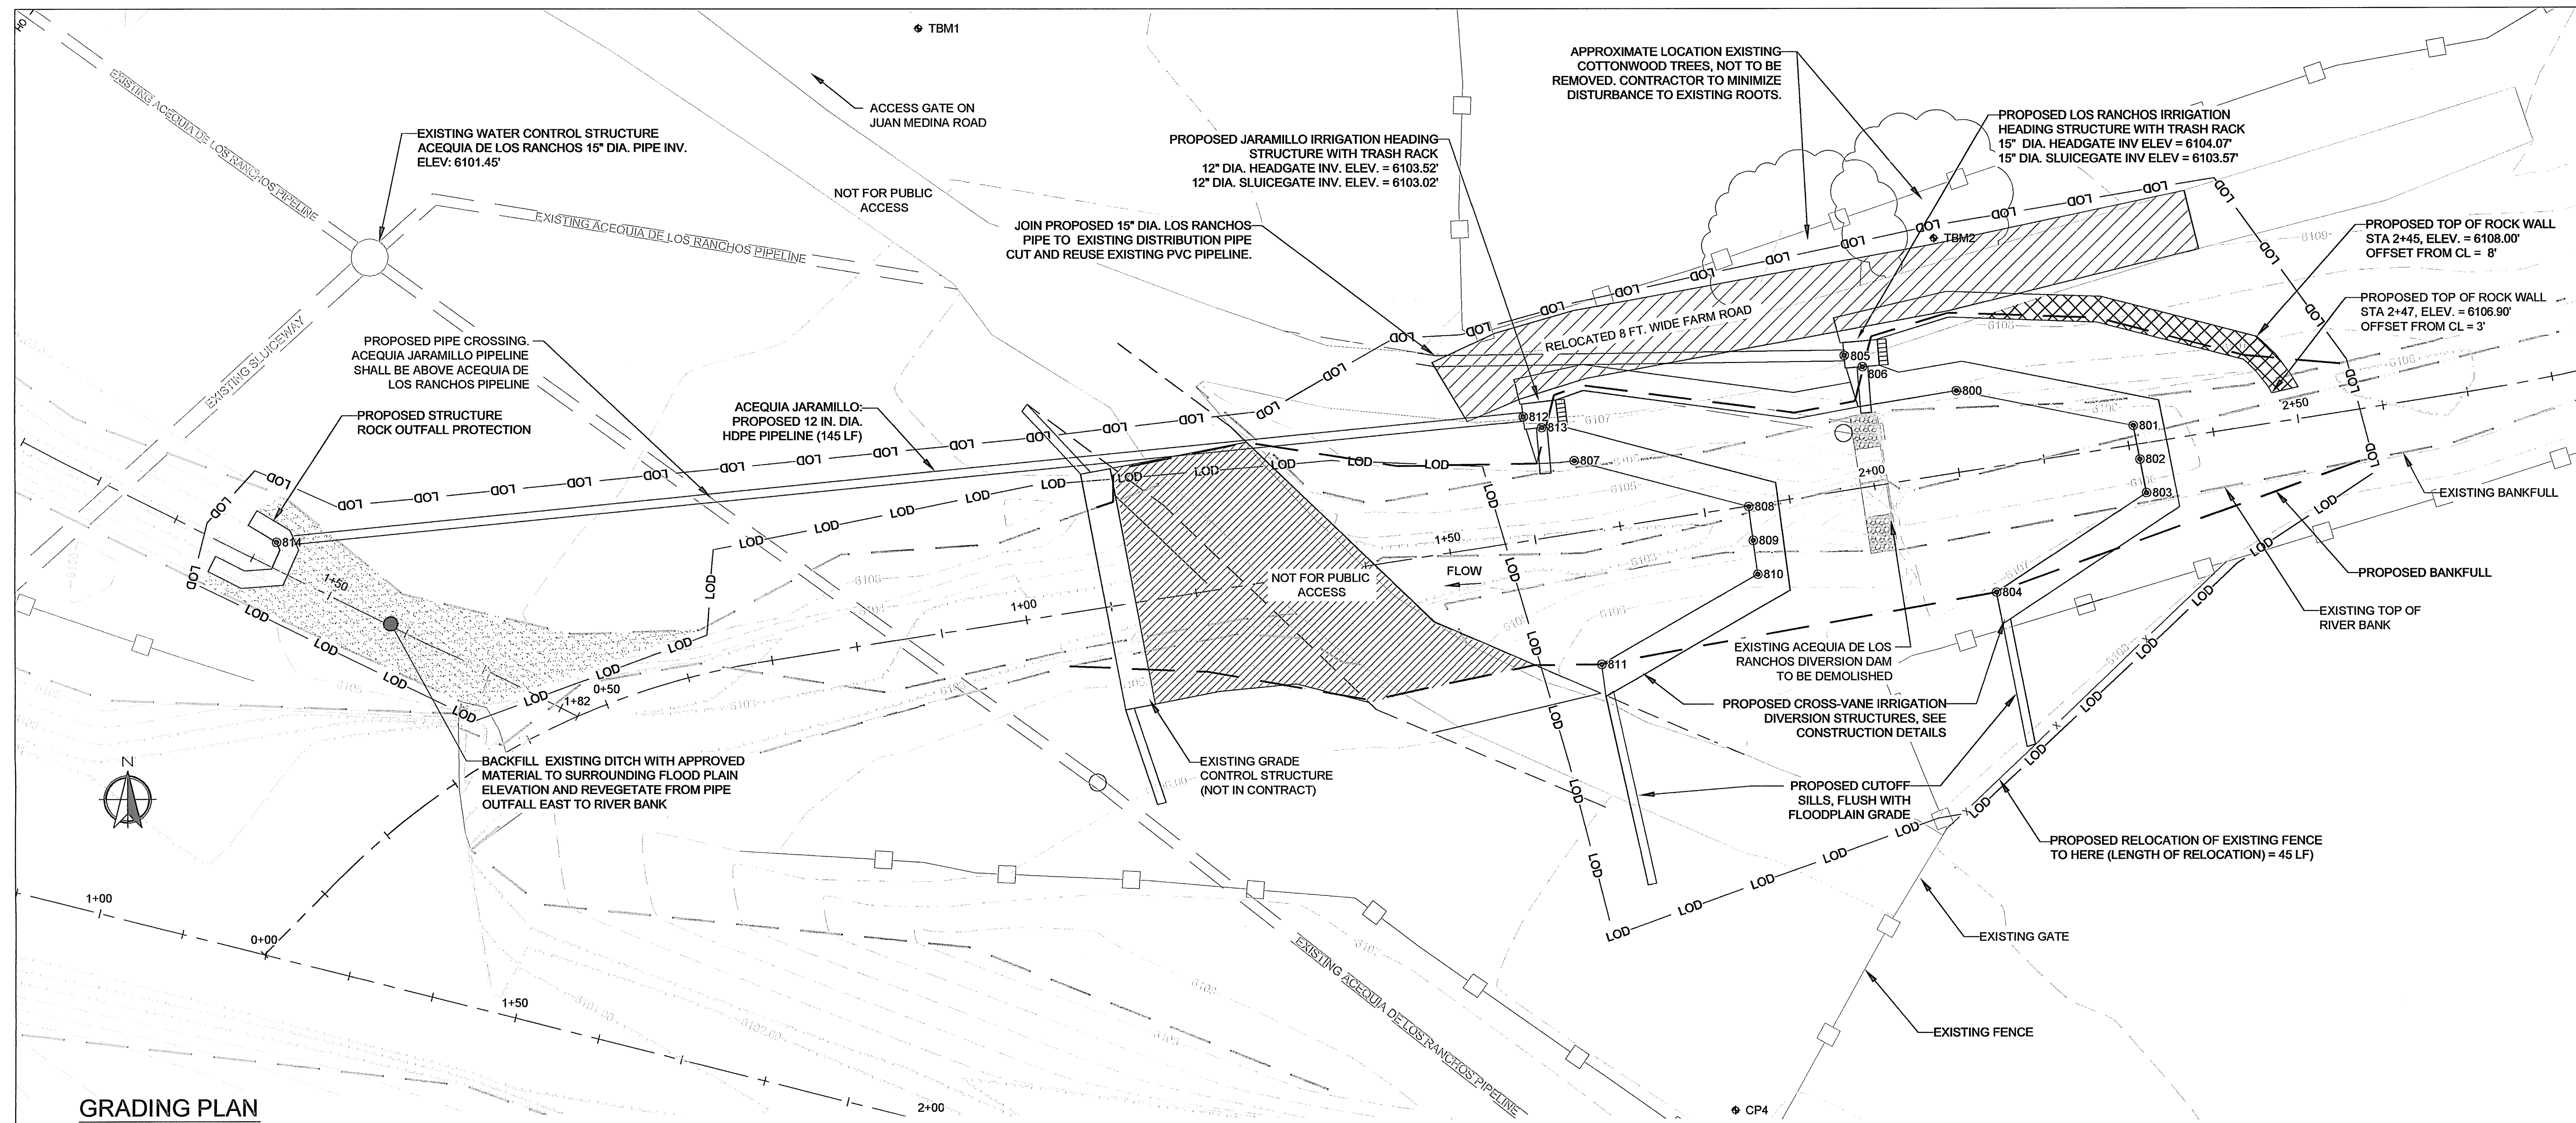 TBM1
ACCESS GATE ON
JUAN MEDINA ROAD
APPROXIMATE LOCATION EXISTING
COTTONWOOD TREES, NOT TO BE
REMOVED. CONTRACTOR TO MINIMIZE
DISTURBANCE TO EXISTING ROOTS.
EXISTING ACEQUIA DE LOS RANCHOS PIPELINE
EXISTING WATER CONTROL STRUCTURE
ACEQUIA DE LOS RANCHOS 15" DIA. PIPE INV.
ELEV: 6101.45'
PROPOSED JARAMILLO IRRIGATION HEADING
STRUCTURE WITH TRASH RACK
12" DIA. HEADGATE INV. ELEV. = 6103.52'
12" DIA. SLUICEGATE INV. ELEV. = 6103.02'
PROPOSED LOS RANCHOS IRRIGATION
HEADING STRUCTURE WITH TRASH RACK
15" DIA. HEADGATE INV ELEV = 6104.07'
15" DIA. SLUICEGATE INV ELEV = 6103.57'
NOT FOR PUBLIC
ACCESS
EXISTING ACEQUIA DE LOS RANCHOS PIPELINE
JOIN PROPOSED 15" DIA. LOS RANCHOS
PIPE TO EXISTING DISTRIBUTION PIPE
CUT AND REUSE EXISTING PVC PIPELINE.
TBM2
6109
PROPOSED TOP OF ROCK WALL
STA 2+45, ELEV. = 6108.00'
OFFSET FROM CL = 8'
PROPOSED TOP OF ROCK WALL
STA 2+47, ELEV. = 6106.90'
OFFSET FROM CL = 3'
RELOCATED 8 FT. WIDE FARM ROAD
EXISTING SLUICEWAY
PROPOSED PIPE CROSSING.
ACEQUIA JARAMILLO PIPELINE
SHALL BE ABOVE ACEQUIA DE
LOS RANCHOS PIPELINE
PROPOSED STRUCTURE
ROCK OUTFALL PROTECTION
ACEQUIA JARAMILLO:
PROPOSED 12 IN. DIA.
HDPE PIPELINE (145 LF)
805
806
800
812
813
801
802
803
807
808
809
810
811
804
814
6107
2+50
2+00
1+50
1+00
FLOW
NOT FOR PUBLIC
ACCESS
1+50
0+50
1+82
LOD
EXISTING BANKFULL
PROPOSED BANKFULL
EXISTING TOP OF
RIVER BANK
EXISTING ACEQUIA DE LOS
RANCHOS DIVERSION DAM
TO BE DEMOLISHED
PROPOSED CROSS-VANE IRRIGATION
DIVERSION STRUCTURES, SEE
CONSTRUCTION DETAILS
PROPOSED CUTOFF
SILLS, FLUSH WITH
FLOODPLAIN GRADE
N
BACKFILL EXISTING DITCH WITH APPROVED
MATERIAL TO SURROUNDING FLOOD PLAIN
ELEVATION AND REVEGETATE FROM PIPE
OUTFALL EAST TO RIVER BANK
EXISTING GRADE
CONTROL STRUCTURE
(NOT IN CONTRACT)
PROPOSED RELOCATION OF EXISTING FENCE
TO HERE (LENGTH OF RELOCATION) = 45 LF)
1+00
0+00
1+50
2+00
EXISTING GATE
EXISTING FENCE
EXISTING ACEQUIA DE LOS RANCHOS PIPELINE
6101.00
6102.00
CP4
GRADING PLAN